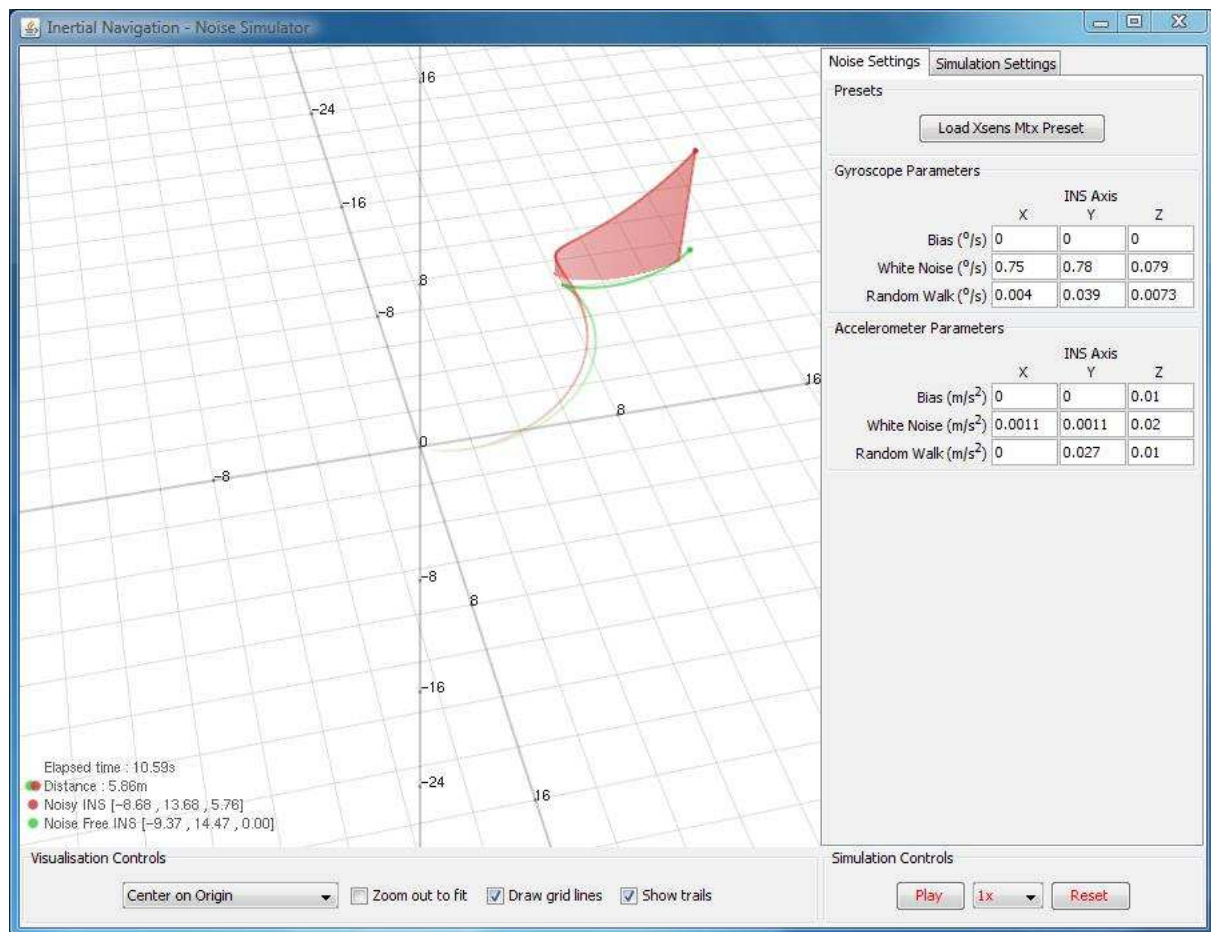 Inertial Navigation - Noise Simulator
16
-24
-16
8
-8
16
8
0
-8
-8
8
-16
-24
16
Elapsed time : 10.59s
Distance : 5.86m
Noisy INS [-8.68 , 13.68 , 5.76]
Noise Free INS [-9.37 , 14.47 , 0.00]
Noise Settings Simulation Settings
Presets
Load Xsens Mtx Preset
Gyroscope Parameters
INS Axis
X Y Z
Bias (⁰/s) 0 0 0
White Noise (⁰/s) 0.75 0.78 0.079
Random Walk (⁰/s) 0.004 0.039 0.0073
Accelerometer Parameters
INS Axis
X Y Z
Bias (m/s²) 0 0 0.01
White Noise (m/s²) 0.0011 0.0011 0.02
Random Walk (m/s²) 0 0.027 0.01
Visualisation Controls
Center on Origin Zoom out to fit Draw grid lines Show trails
Simulation Controls
Play 1x Reset